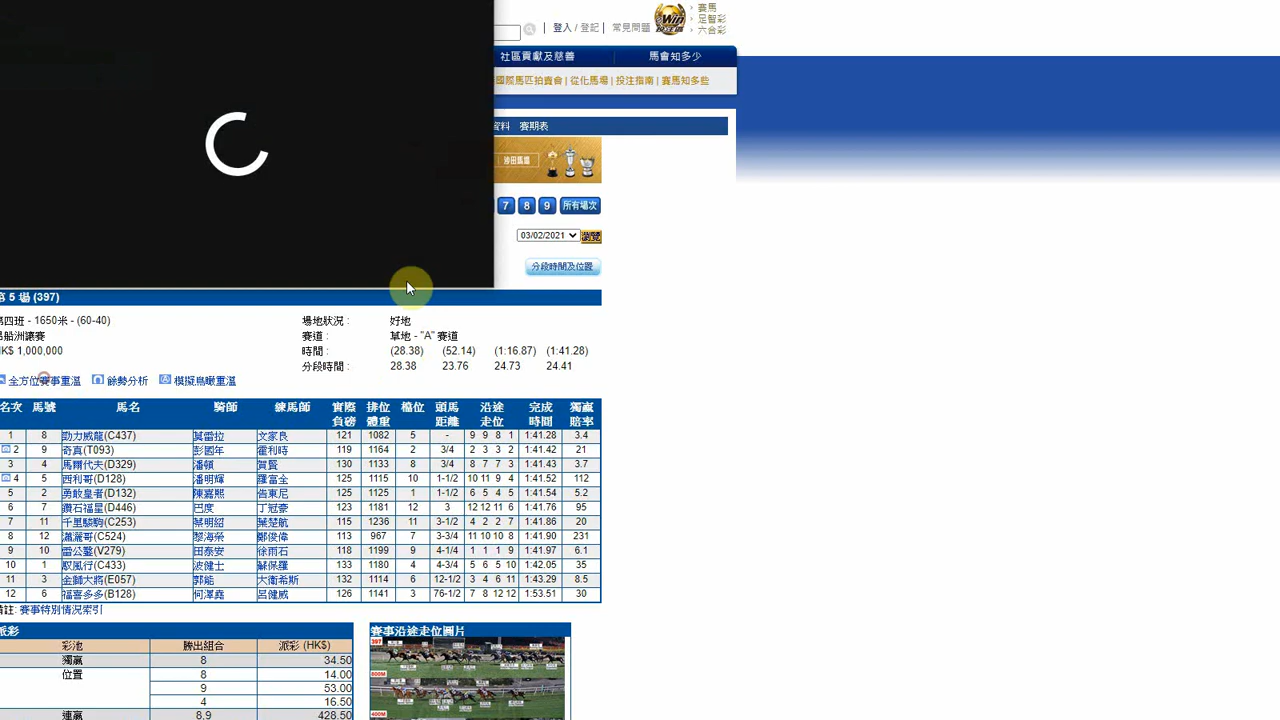 登入 / 登記 | 常見問題
賽馬
足智彩
六合彩
社區貢獻及慈善 馬會知多少
國際馬匹拍賣會 | 從化馬場 | 投注指南 | 賽馬知多些
資料 賽期表
沙田馬場
7 8 9 所有場次
03/02/2021 瀏覽
分段時間及位置
第 5 場 (397)
第四班 - 1650米 - (60-40) 場地狀況 : 好地
昂船洲讓賽 賽道 : 草地 - "A" 賽道
HK$ 1,000,000 時間 : (28.38) (52.14) (1:16.87) (1:41.28)
分段時間 : 28.38 23.76 24.73 24.41
全方位賽事重溫 餘勢分析 模擬鳥瞰重溫
名次 馬號 馬名 騎師 練馬師 實際負磅 排位體重 檔位 頭馬距離 沿途走位 完成時間 獨贏賠率
1 8 勁力威龍(C437) 莫雷拉 文家良 121 1082 5 - 9 9 8 1 1:41.28 3.4
2 9 奇真(T093) 彭國年 霍利時 119 1164 2 3/4 2 3 3 2 1:41.42 21
3 4 馬爾代夫(D329) 潘頓 賀賢 130 1133 8 3/4 8 7 7 3 1:41.43 3.7
4 5 西利哥(D128) 潘明輝 羅富全 125 1115 10 1-1/2 10 11 9 4 1:41.52 112
5 2 勇敢皇者(D132) 陳嘉熙 告東尼 125 1125 1 1-1/2 6 5 4 5 1:41.54 5.2
6 7 鑽石福星(D446) 巴度 丁冠豪 123 1181 12 3 12 12 11 6 1:41.76 95
7 11 千里駿駒(C253) 蔡明紹 葉楚航 115 1236 11 3-1/2 4 2 2 7 1:41.86 20
8 12 瀟灑哥(C524) 黎海榮 鄭俊偉 113 967 7 3-3/4 11 10 10 8 1:41.90 231
9 10 雷公鑿(V279) 田泰安 徐雨石 118 1199 9 4-1/4 1 1 1 9 1:41.97 6.1
10 1 馭風行(C433) 波健士 蘇保羅 133 1180 4 4-3/4 5 6 5 10 1:42.05 35
11 3 金獅大將(E057) 郭能 大衛希斯 132 1114 6 12-1/2 3 4 6 11 1:43.29 8.5
12 6 福喜多多(B128) 何澤堯 呂健威 126 1141 3 76-1/2 7 8 12 12 1:53.51 30
備註: 賽事特別情況索引
派彩 賽事沿途走位圖片
彩池 勝出組合 派彩 (HK$)
獨贏 8 34.50
位置 8 14.00
9 53.00
4 16.50
連贏 8,9 428.50
397
800M
400M